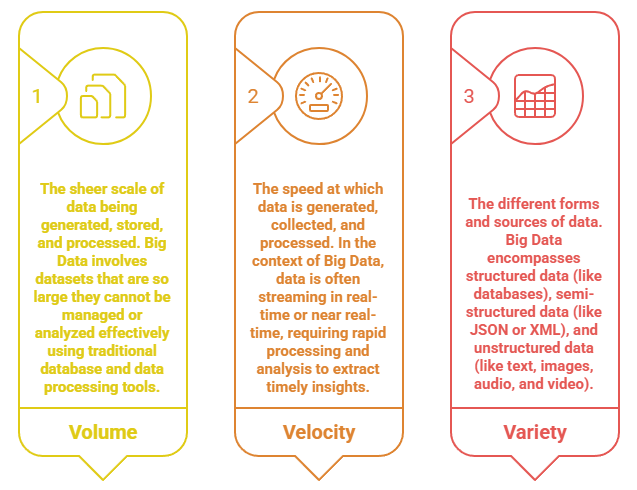 1
The sheer scale of
data being
generated, stored,
and processed. Big
Data involves
datasets that are so
large they cannot be
managed or
analyzed effectively
using traditional
database and data
processing tools.
Volume
2
The speed at which
data is generated,
collected, and
processed. In the
context of Big Data,
data is often
streaming in real-
time or near real-
time, requiring rapid
processing and
analysis to extract
timely insights.
Velocity
3
The different forms
and sources of data.
Big Data
encompasses
structured data (like
databases), semi-
structured data (like
JSON or XML), and
unstructured data
(like text, images,
audio, and video).
Variety